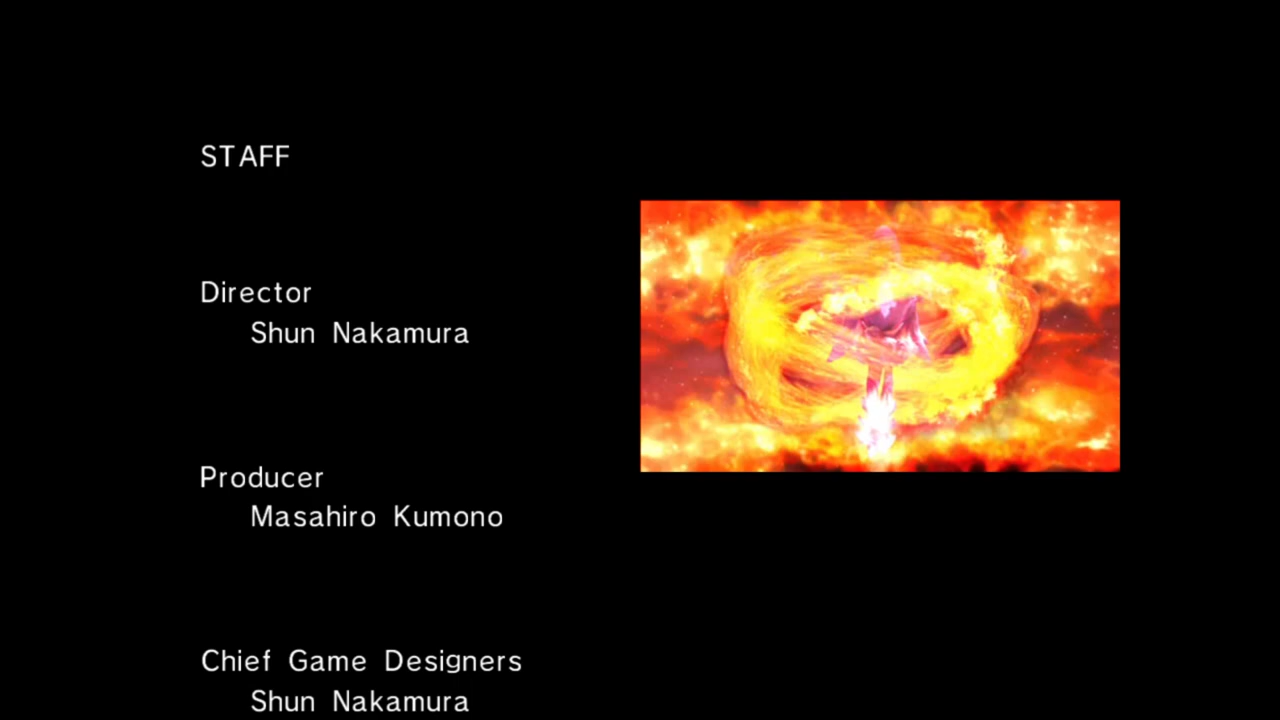 STAFF
Director
Shun Nakamura
Producer
Masahiro Kumono
Chief Game Designers
Shun Nakamura